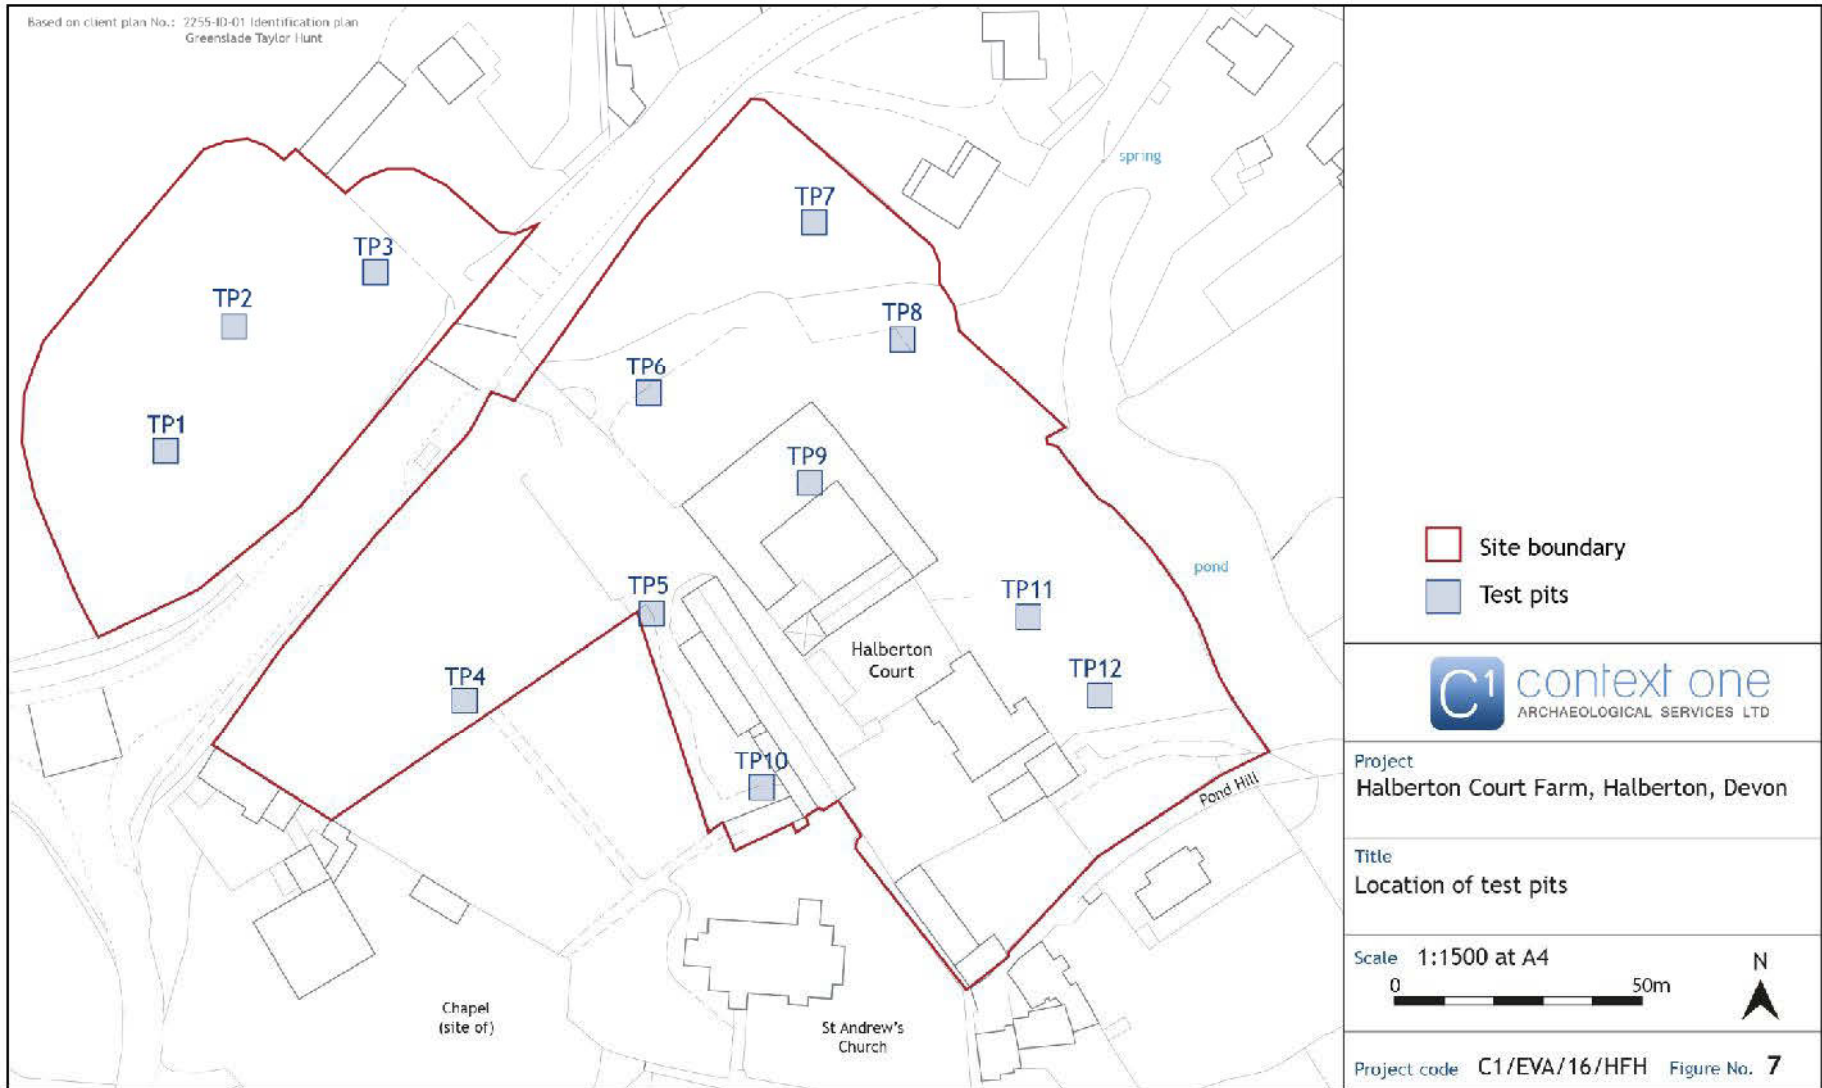 Based on client plan No.: 2255-ID-01 Identification plan
Greenslade Taylor Hunt
spring
TP7
TP3
TP2
TP8
TP6
TP1
TP9
pond
TP5
TP11
Halberton
Court
TP4
TP12
TP10
Pond Hill
Chapel
(site of)
St Andrew's
Church
Site boundary
Test pits
C1 context one
ARCHAEOLOGICAL SERVICES LTD
Project
Halberton Court Farm, Halberton, Devon
Title
Location of test pits
Scale 1:1500 at A4
N
0 50m
Project code C1/EVA/16/HFH Figure No. 7